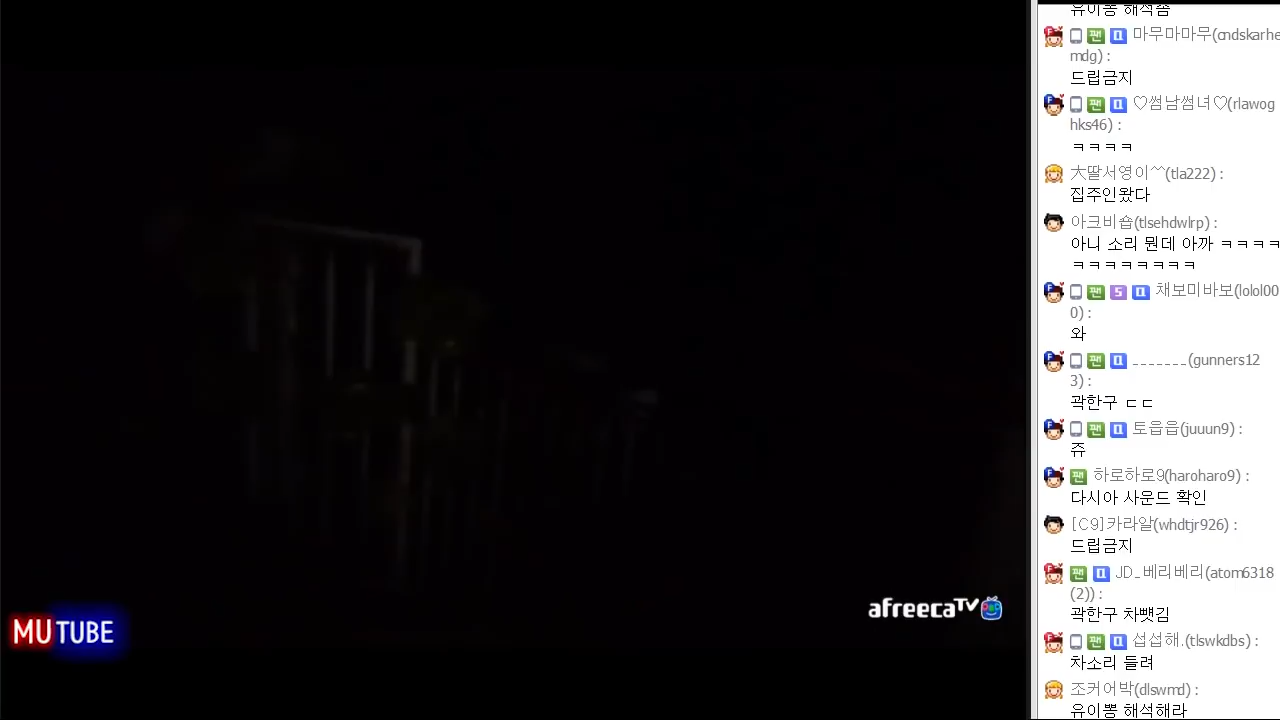 유이뽕 해석좀
마무마마무(cndskarhe
mdg) :
드립금지
♡썸남썸녀♡(rlawog
hks46) :
ㅋㅋㅋㅋ
大딸서영이^^(tla222) :
집주인왔다
아크비숍(tlsehdwlrp) :
아니 소리 뭔데 아까 ㅋㅋㅋㅋ
ㅋㅋㅋㅋㅋㅋㅋㅋ
채보미바보(lolol00
0) :
와
_______(gunners12
3) :
곽한구 ㄷㄷ
토읍읍(juuun9) :
쥬
하로하로9(haroharo9) :
다시아 사운드 확인
[C9]카라알(whdtjr926) :
드립금지
JD_베리베리(atom6318
(2)) :
곽한구 차뺏김
섭섭해.(tlswkdbs) :
차소리 들려
조커어박(dlswmd) :
유이뽕 해석해라
afreecaTV
MUTUBE